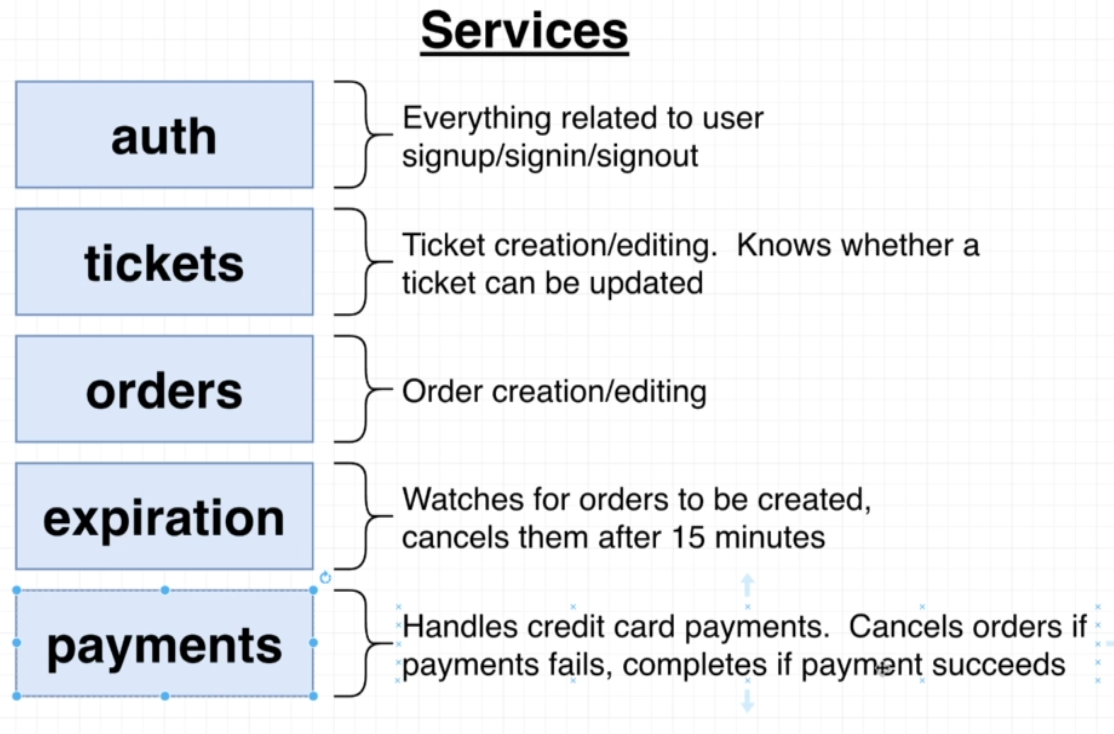 Services
auth
Everything related to user
signup/signin/signout
tickets
Ticket creation/editing.  Knows whether a
ticket can be updated
orders
Order creation/editing
expiration
Watches for orders to be created,
cancels them after 15 minutes
payments
Handles credit card payments.  Cancels orders if
payments fails, completes if payment succeeds